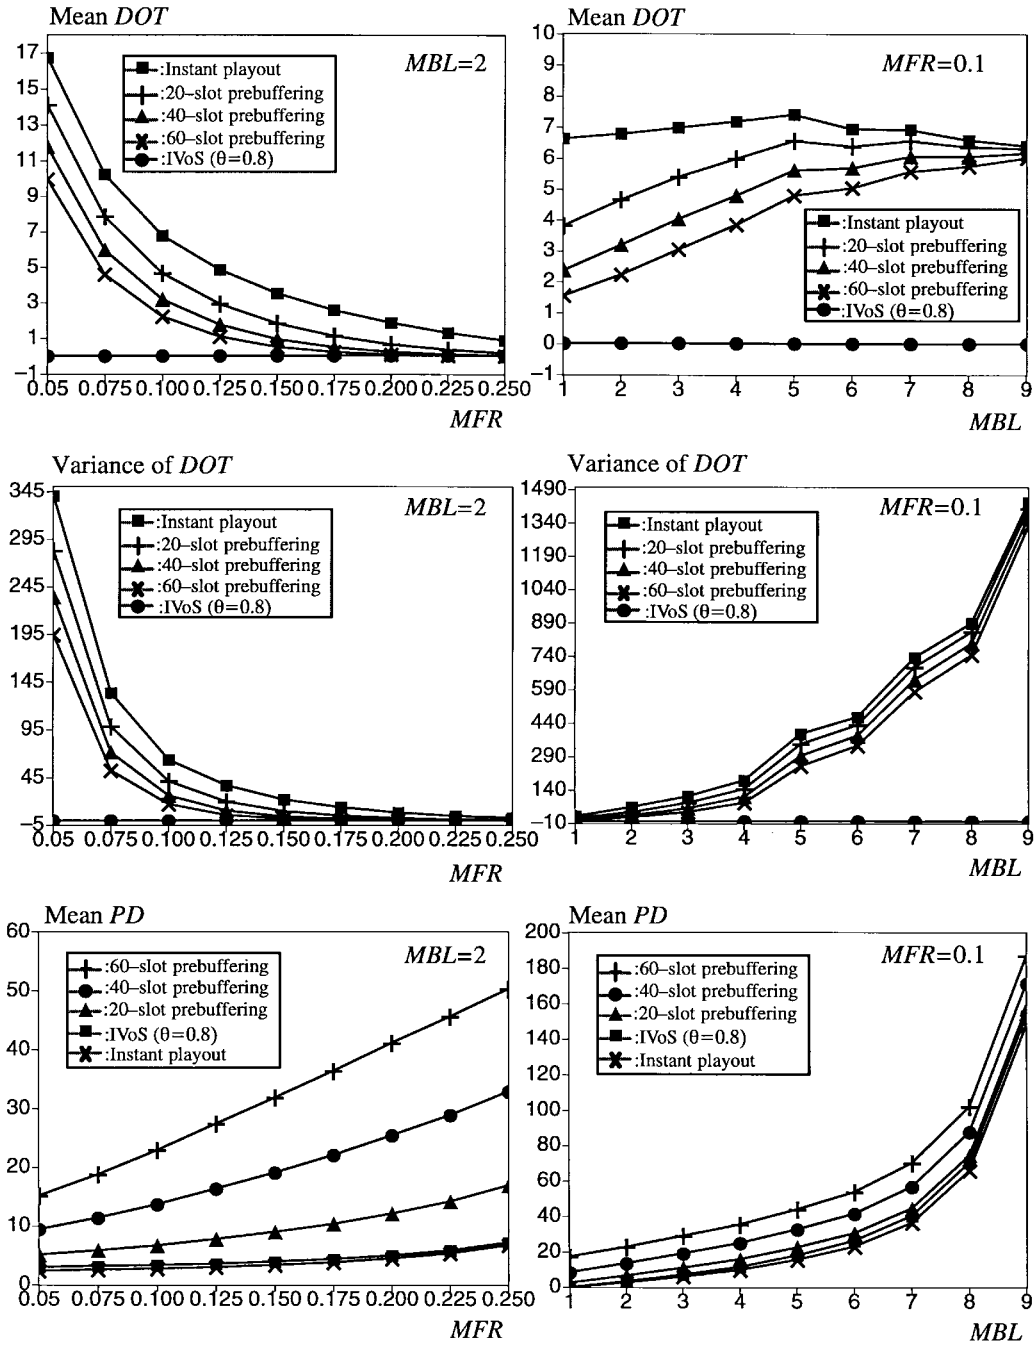 Mean DOT
MBL=2
17
15
13
11
9
7
5
3
1
−1
:Instant playout
:20−slot prebuffering
:40−slot prebuffering
:60−slot prebuffering
:IVoS (θ=0.8)
0.05 0.075 0.100 0.125 0.150 0.175 0.200 0.225 0.250
MFR
Mean DOT
MFR=0.1
10
9
8
7
6
5
4
3
2
1
0
−1
:Instant playout
:20−slot prebuffering
:40−slot prebuffering
:60−slot prebuffering
:IVoS (θ=0.8)
1 2 3 4 5 6 7 8 9
MBL
Variance of DOT
MBL=2
345
295
245
195
145
95
45
−5
:Instant playout
:20−slot prebuffering
:40−slot prebuffering
:60−slot prebuffering
:IVoS (θ=0.8)
0.05 0.075 0.100 0.125 0.150 0.175 0.200 0.225 0.250
MFR
Variance of DOT
MFR=0.1
1490
1340
1190
1040
890
740
590
440
290
140
−10
:Instant playout
:20−slot prebuffering
:40−slot prebuffering
:60−slot prebuffering
:IVoS (θ=0.8)
1 2 3 4 5 6 7 8 9
MBL
Mean PD
MBL=2
60
50
40
30
20
10
0
:60−slot prebuffering
:40−slot prebuffering
:20−slot prebuffering
:IVoS (θ=0.8)
:Instant playout
0.05 0.075 0.100 0.125 0.150 0.175 0.200 0.225 0.250
MFR
Mean PD
MFR=0.1
200
180
160
140
120
100
80
60
40
20
0
:60−slot prebuffering
:40−slot prebuffering
:20−slot prebuffering
:IVoS (θ=0.8)
:Instant playout
1 2 3 4 5 6 7 8 9
MBL